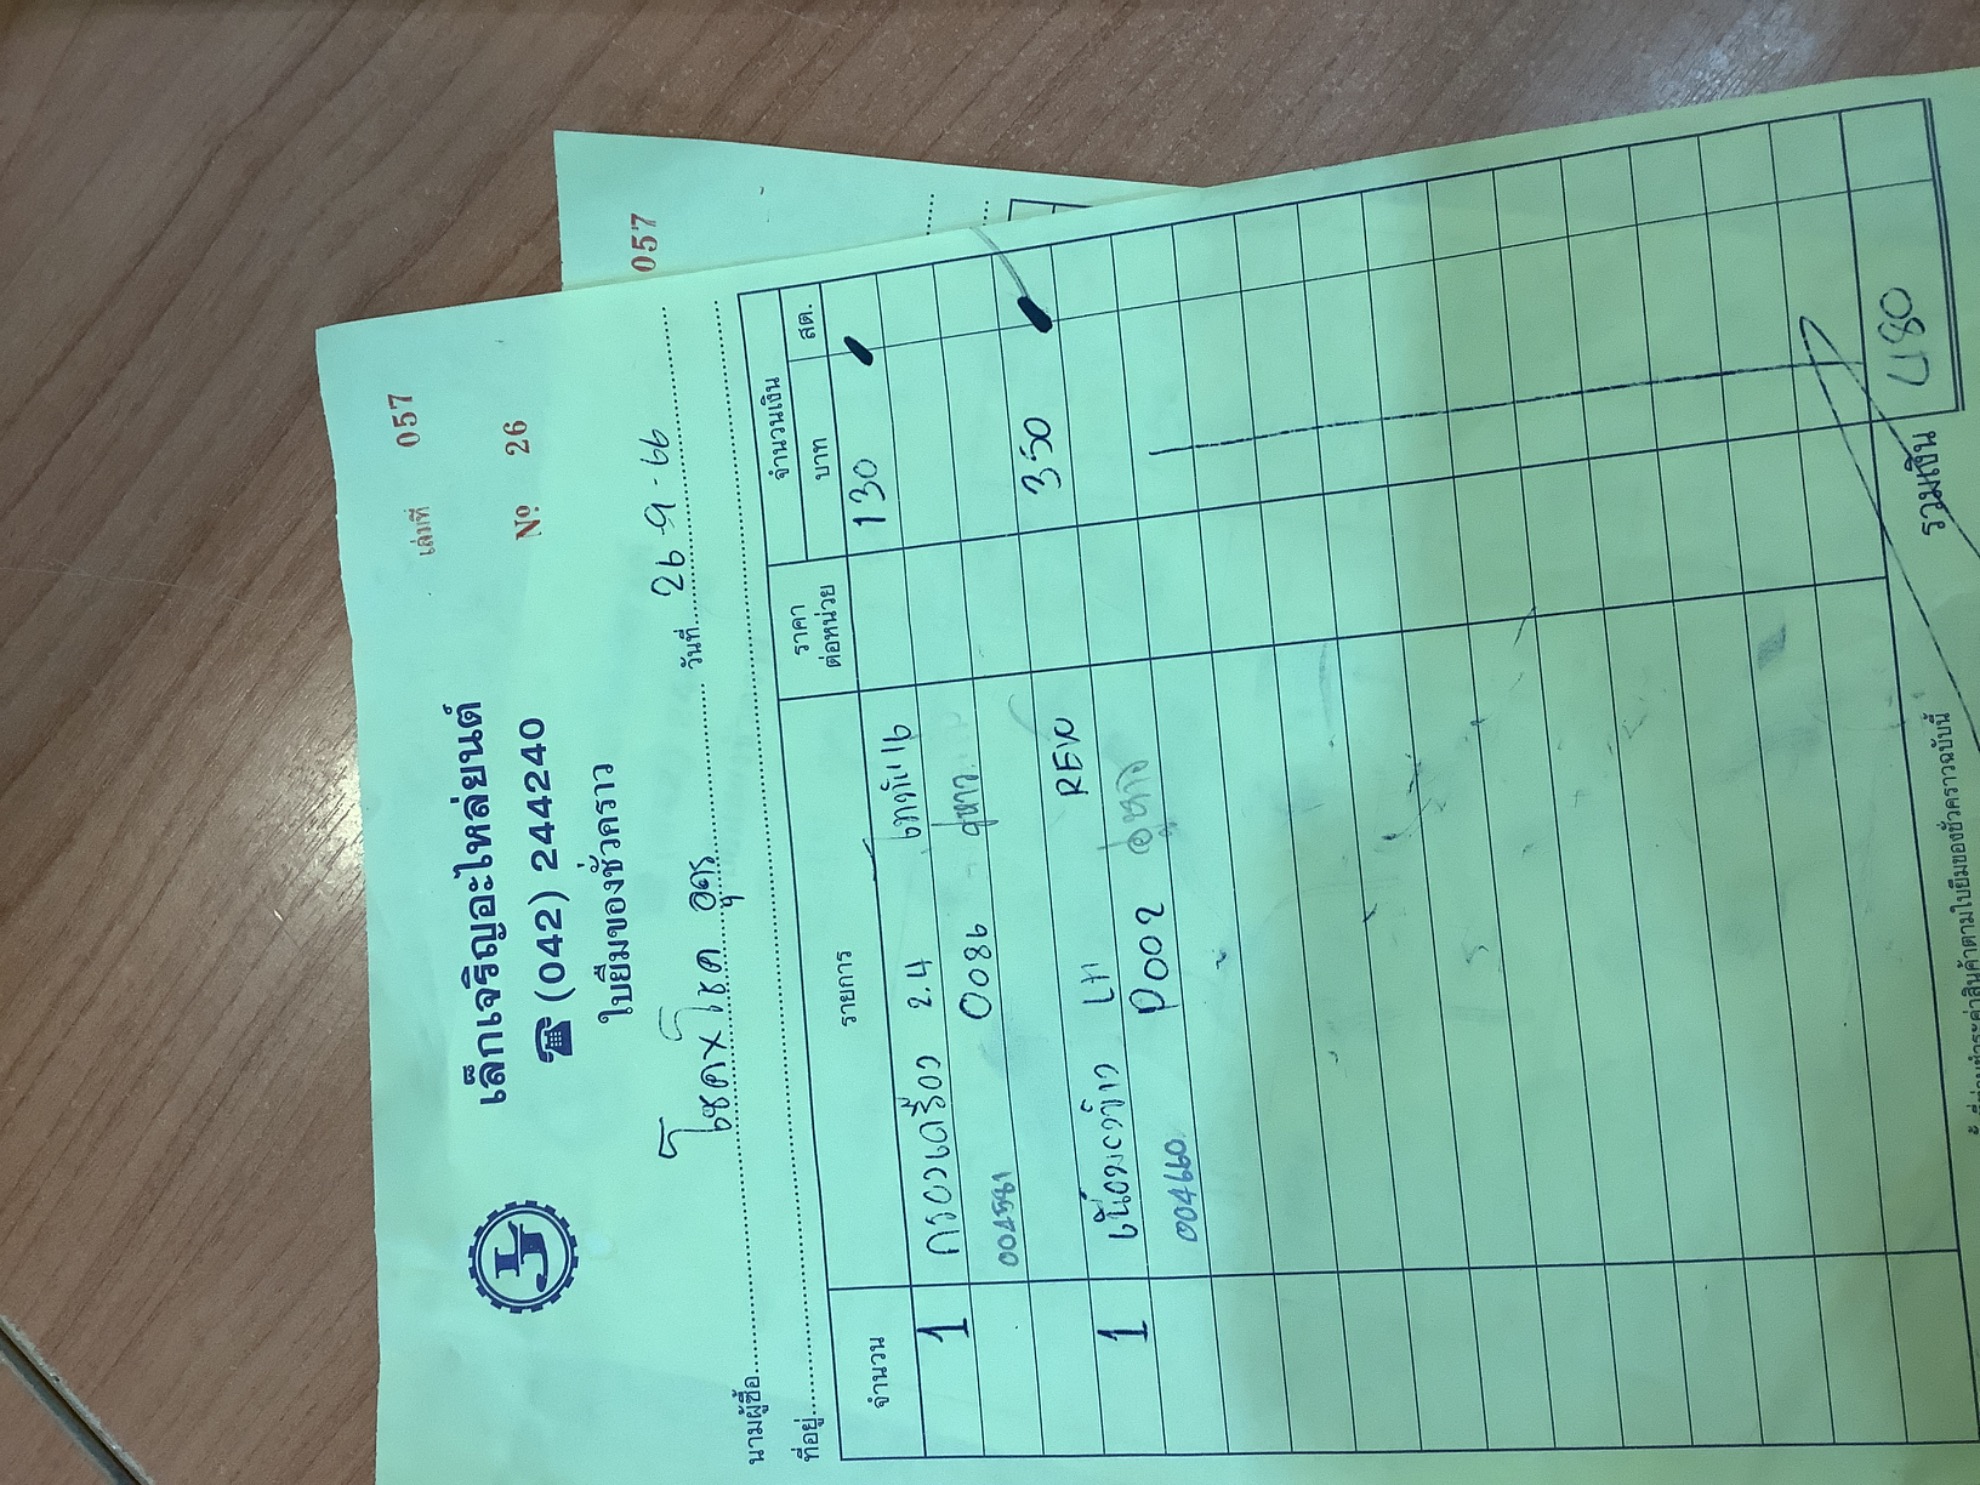 เล่มที่ 057
เล็กเจริญอะไหล่ยนต์
☎ (042) 244240
Nº 26
ใบยืมของชั่วคราว
นามผู้ซื้อ โชคxโชค อุดร วันที่ 26-9-66
ที่อยู่
จำนวน รายการ ราคาต่อหน่วย จำนวนเงิน
บาท สต.
1 กรองเครื่อง 2.4 130
0086
004581
REW 350
1 LH
P002
004660
รวมเงิน 480
057